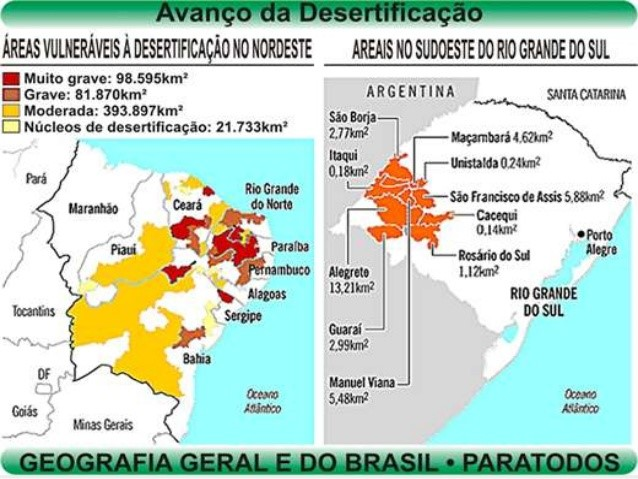 Avanço da Desertificação
ÁREAS VULNERÁVEIS À DESERTIFICAÇÃO NO NORDESTE
Muito grave: 98.595km²
Grave: 81.870km²
Moderada: 393.897km²
Núcleos de desertificação: 21.733km²
Pará
Maranhão
Ceará
Rio Grande
do Norte
Piauí
Paraíba
Pernambuco
Alagoas
Sergipe
Tocantins
Bahia
DF
Goiás
Minas Gerais
Oceano
Atlântico
AREAIS NO SUDOESTE DO RIO GRANDE DO SUL
ARGENTINA
SANTA CATARINA
São Borja
2,77km²
Maçambará 4,62km²
Itaqui
0,18km²
Unistalda 0,24km²
São Francisco de Assis 5,88km²
Cacequi
0,14km²
Porto
Alegre
Rosário do Sul
1,12km²
Alegrete
13,21km²
RIO GRANDE
DO SUL
Guaraí
2,99km²
Manuel Viana
5,48km²
Oceano
Atlântico
GEOGRAFIA GERAL E DO BRASIL • PARATODOS